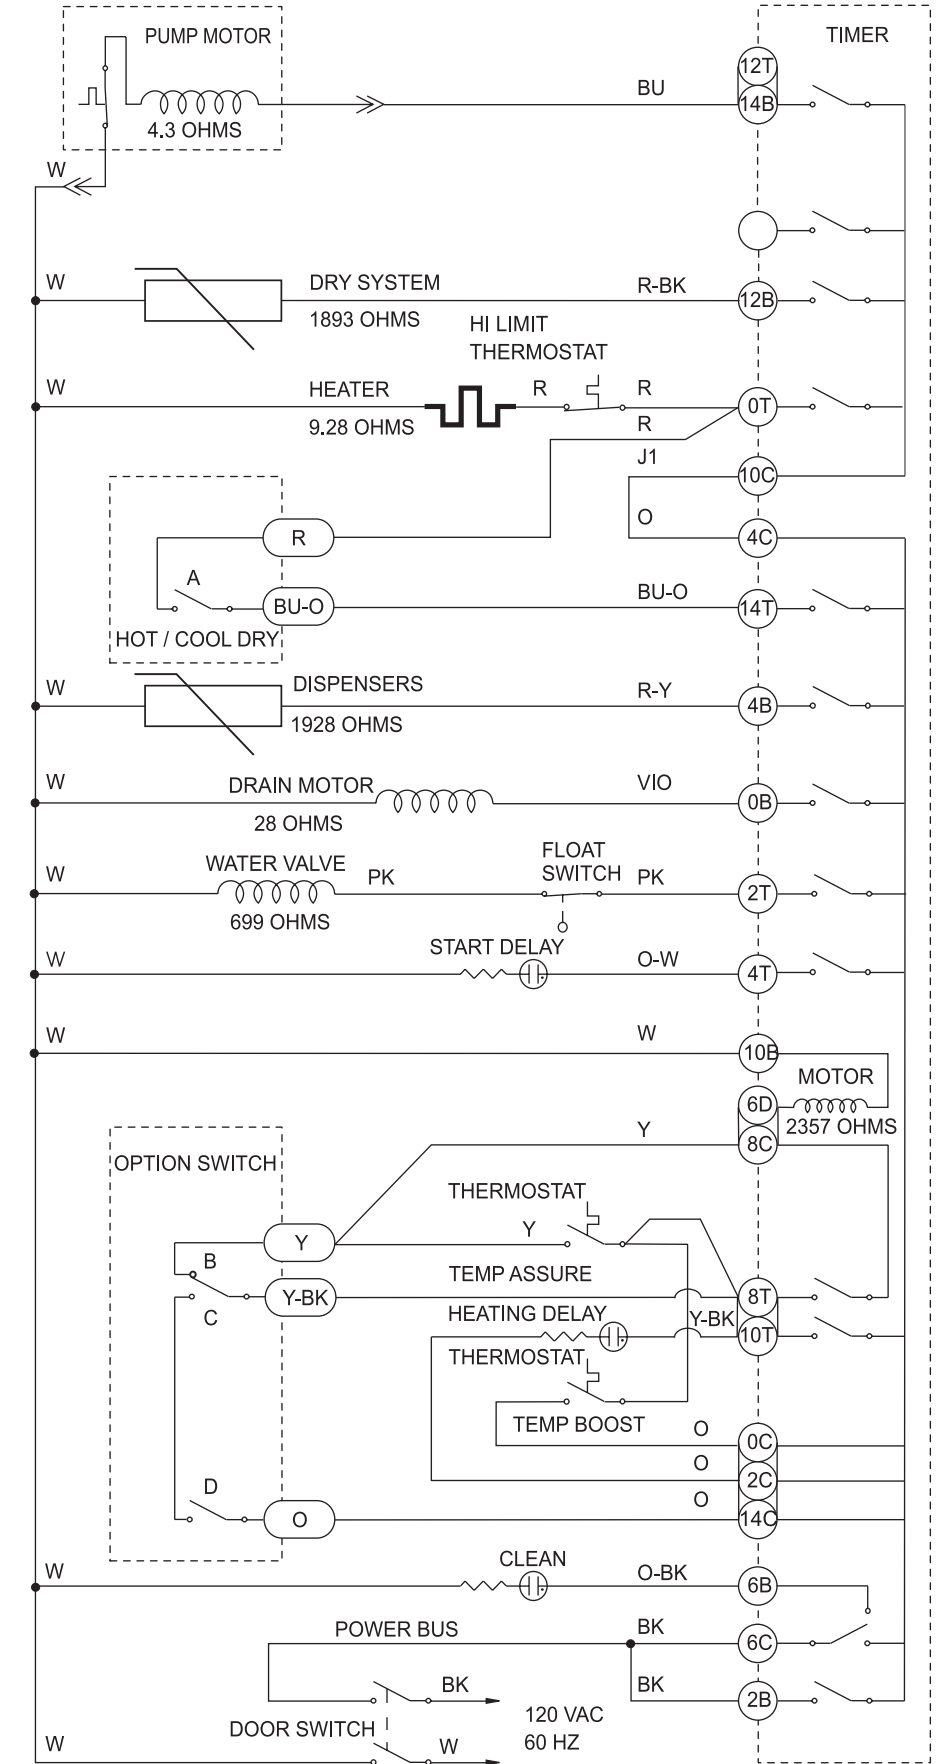 PUMP MOTOR
TIMER
12T
BU
14B
4.3 OHMS
W
W
DRY SYSTEM
R-BK
12B
1893 OHMS
HI LIMIT
THERMOSTAT
W
HEATER
R
R
0T
9.28 OHMS
R
J1
10C
O
R
4C
A
BU-O
BU-O
14T
HOT / COOL DRY
W
DISPENSERS
R-Y
4B
1928 OHMS
W
DRAIN MOTOR
VIO
0B
28 OHMS
FLOAT
SWITCH
W
WATER VALVE
PK
PK
2T
699 OHMS
START DELAY
W
O-W
4T
W
W
10B
MOTOR
6D
2357 OHMS
Y
8C
OPTION SWITCH
THERMOSTAT
Y
Y
B
TEMP ASSURE
Y-BK
8T
C
HEATING DELAY
Y-BK
10T
THERMOSTAT
TEMP BOOST
O
0C
O
2C
D
O
O
14C
W
CLEAN
O-BK
6B
POWER BUS
BK
6C
BK
BK
2B
120 VAC
60 HZ
DOOR SWITCH
W
W